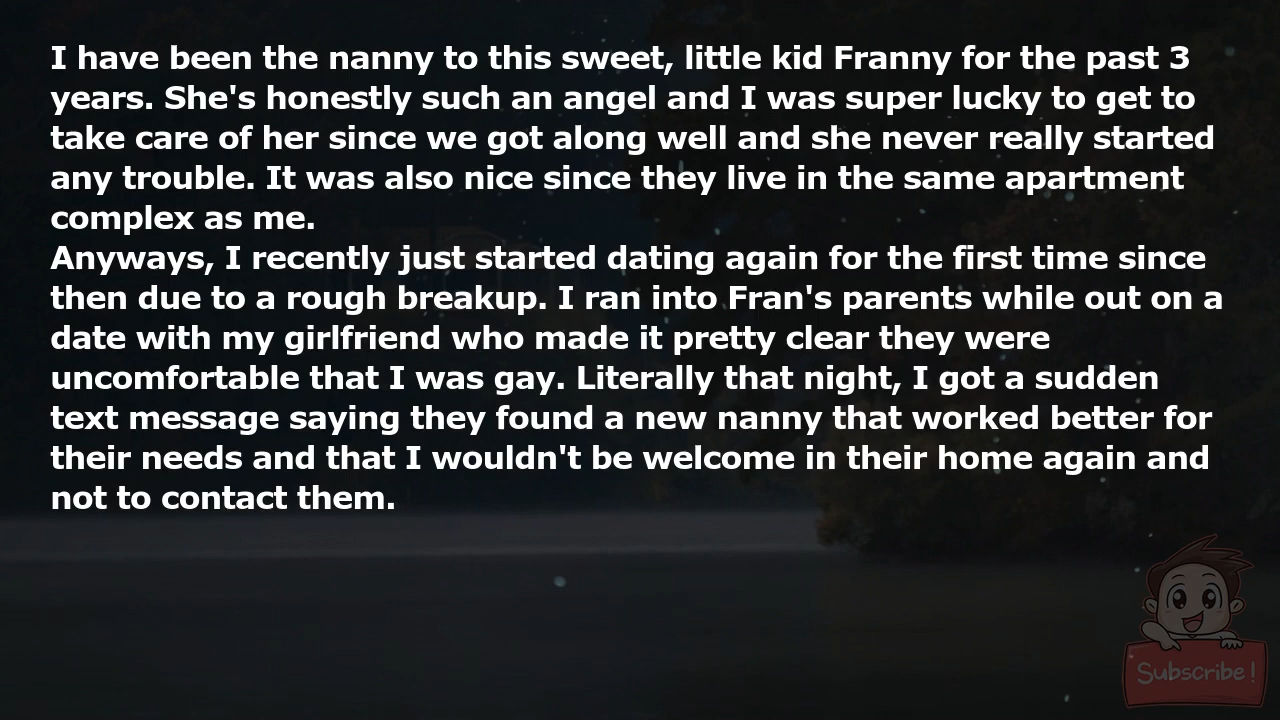 I have been the nanny to this sweet, little kid Franny for the past 3
years. She's honestly such an angel and I was super lucky to get to
take care of her since we got along well and she never really started
any trouble. It was also nice since they live in the same apartment
complex as me.
Anyways, I recently just started dating again for the first time since
then due to a rough breakup. I ran into Fran's parents while out on a
date with my girlfriend who made it pretty clear they were
uncomfortable that I was gay. Literally that night, I got a sudden
text message saying they found a new nanny that worked better for
their needs and that I wouldn't be welcome in their home again and
not to contact them.
Subscribe!